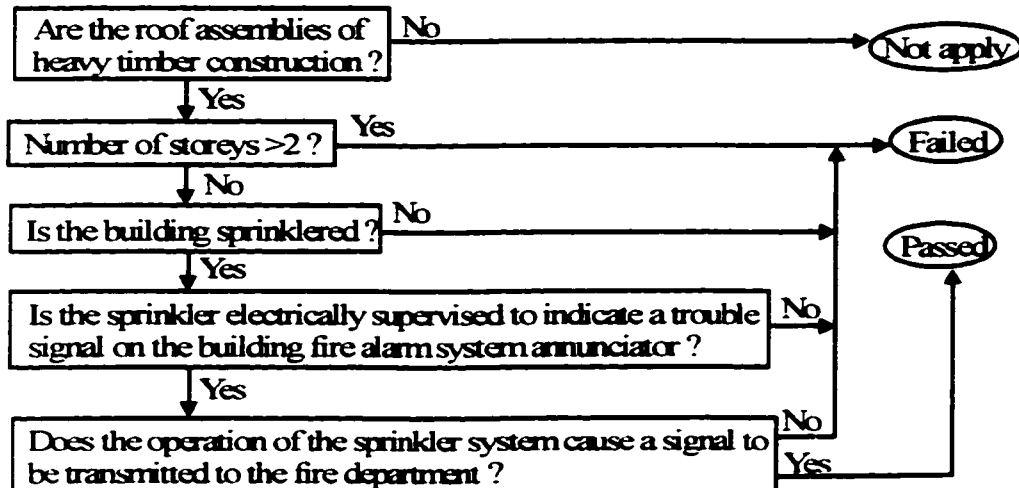 Are the roof assemblies of
heavy timber construction ?
No
Not apply
Yes
Number of storeys >2 ?
Yes
Failed
No
Is the building sprinklered ?
No
Passed
Yes
Is the sprinkler electrically supervised to indicate a trouble
signal on the building fire alarm system annunciator ?
No
Yes
Does the operation of the sprinkler system cause a signal to
be transmitted to the fire department ?
No
Yes